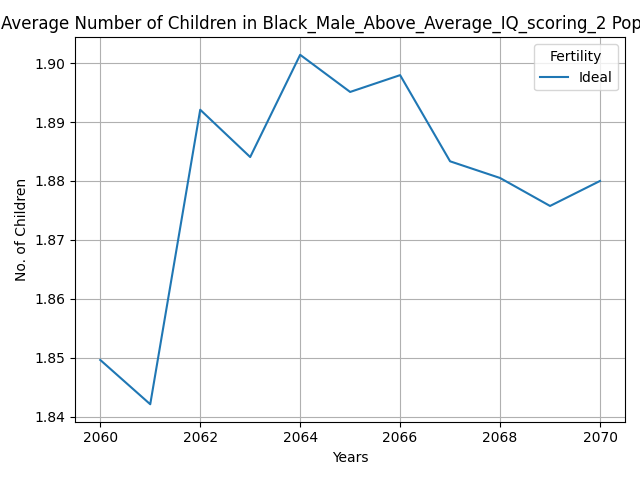 Average Number of Children in Black_Male_Above_Average_IQ_scoring_2 Pop
Fertility
Ideal
1.90
1.89
1.88
1.87
1.86
1.85
1.84
No. of Children
2060 2062 2064 2066 2068 2070
Years